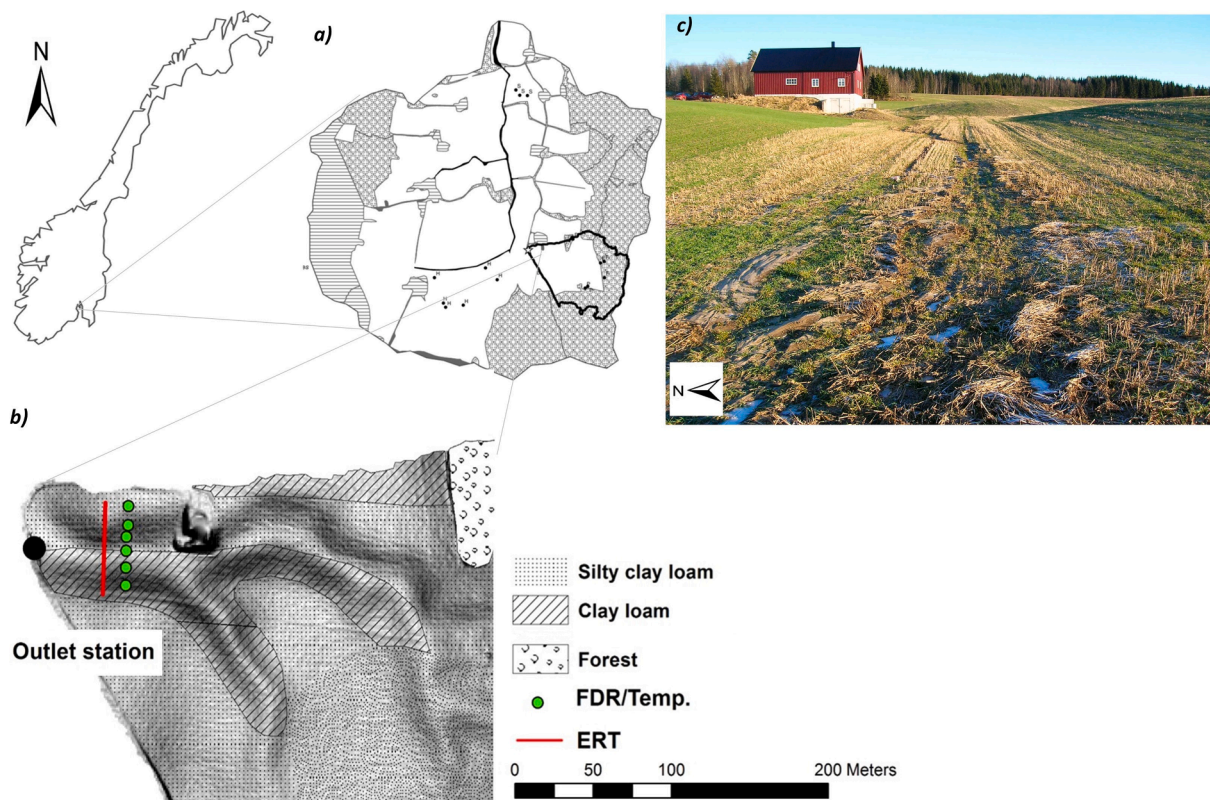 N
a)
S
S S
H
H
H
H
H H
b)
Outlet station
c)
N
Silty clay loam
Clay loam
Forest
FDR/Temp.
ERT
0 50 100 200 Meters